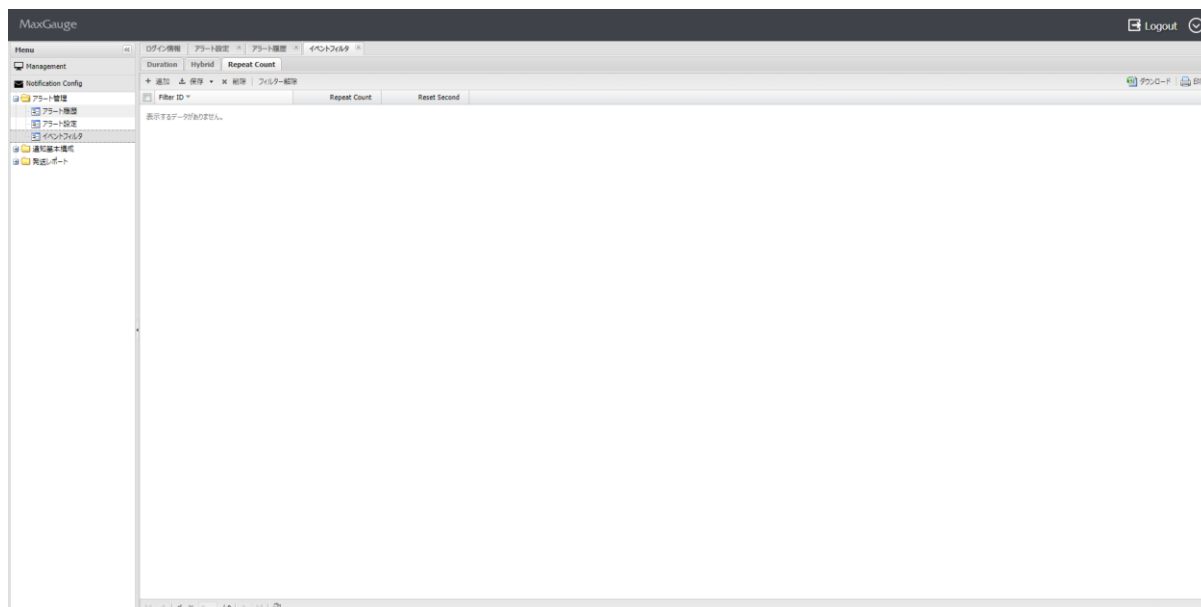 MaxGauge
Logout
Menu
ログイン情報 アラート設定 アラート履歴 イベントフィルタ
Management
Duration Hybrid Repeat Count
Notification Config
追加 保存 削除 フィルター解除 ダウンロード
Filter ID Repeat Count Reset Second
アラート管理
アラート履歴
表示するデータがありません。
アラート設定
イベントフィルタ
通知基本構成
発送レポート